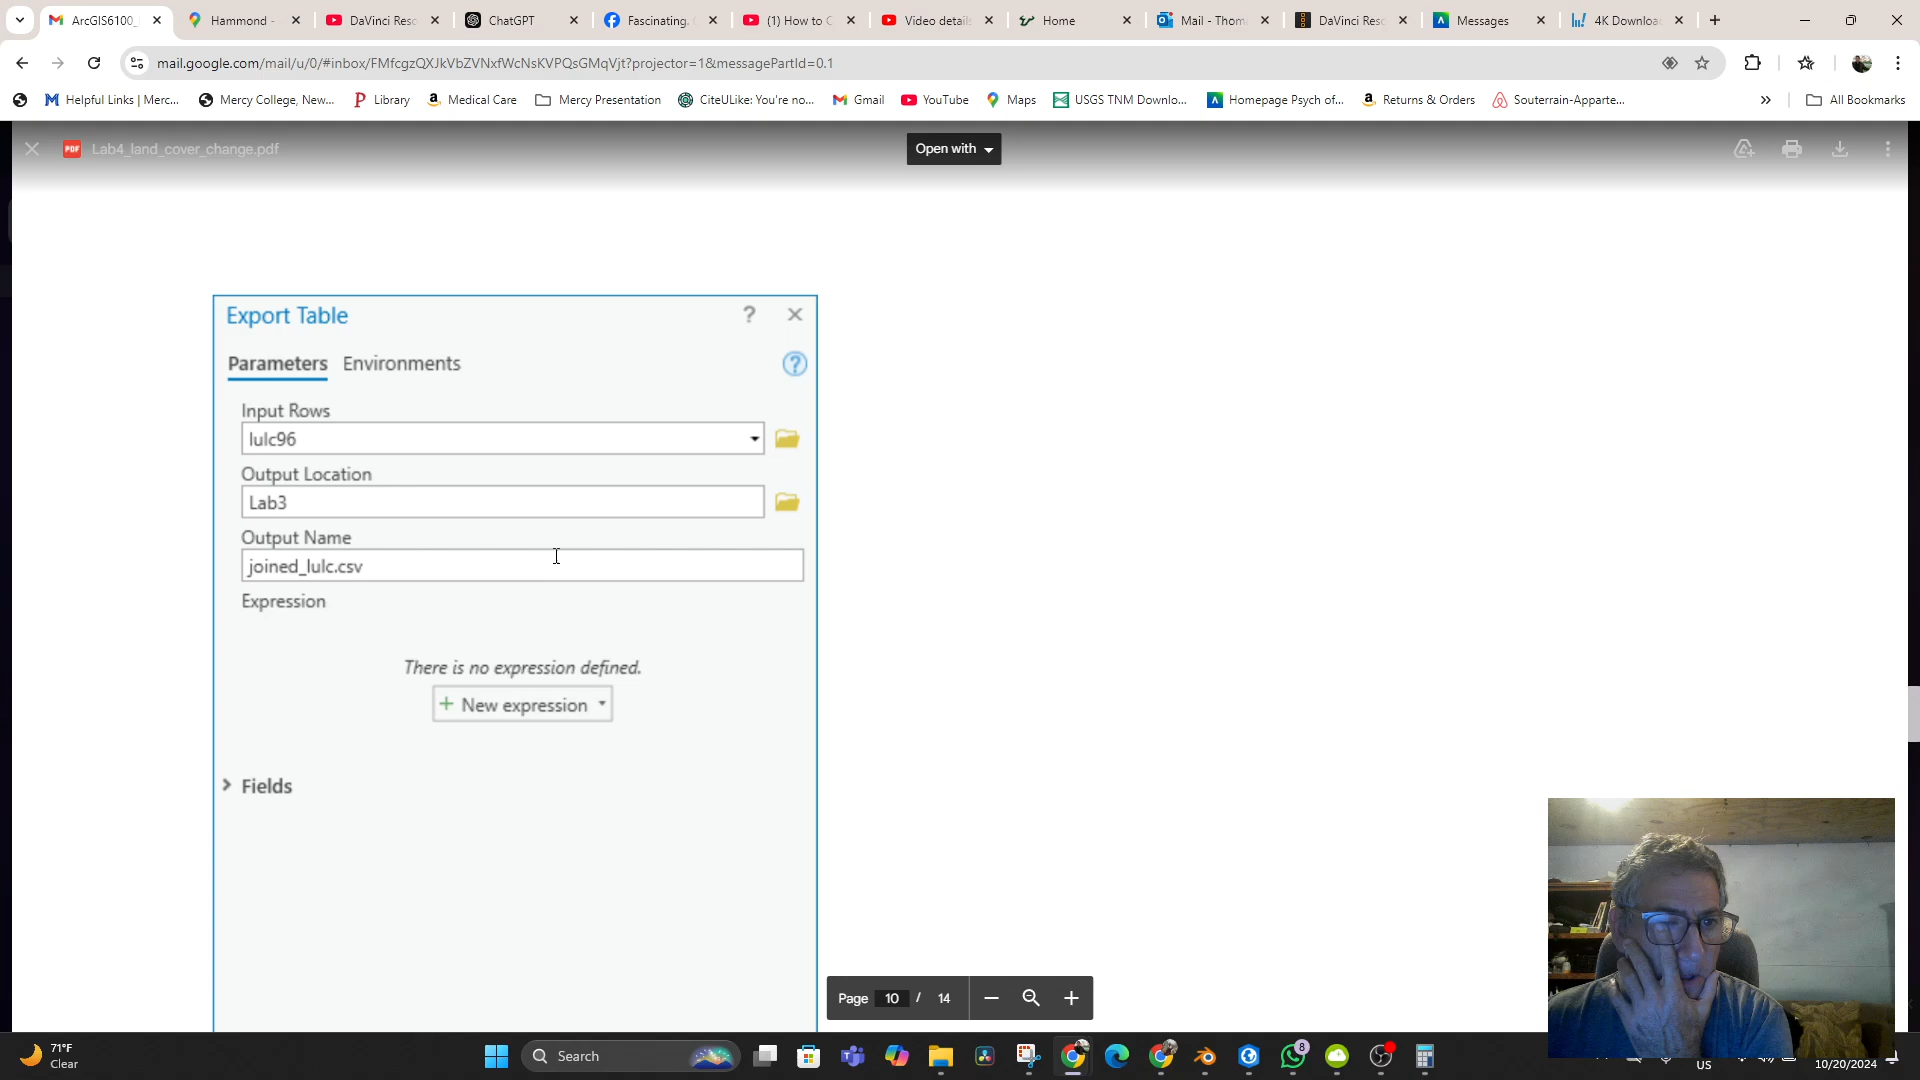 ArcGIS6100_
Hammond -
DaVinci Reso
ChatGPT
Fascinating.
(1) How to C
Video detail
Home
Mail - Thom
DaVinci Reso
Messages
4K Downloa
mail.google.com/mail/u/0/#inbox/FMfcgzQXJkVbZVNxfWcNsKVPQsGMqVjt?projector=1&messagePartId=0.1
Helpful Links | Merc...
Mercy College, New...
Library
Medical Care
Mercy Presentation
CiteULike: You're no...
Gmail
YouTube
Maps
USGS TNM Downlo...
Homepage Psych of...
Returns & Orders
Souterrain-Apparte...
»
All Bookmarks
PDF
Lab4_land_cover_change.pdf
Open with
Export Table
? ×
Parameters Environments
?
Input Rows
lulc96
Output Location
Lab3
Output Name
joined_lulc.csv
Expression
There is no expression defined.
+ New expression
Fields
Page 10 / 14
71°F
Clear
Search
8
US
10/20/2024